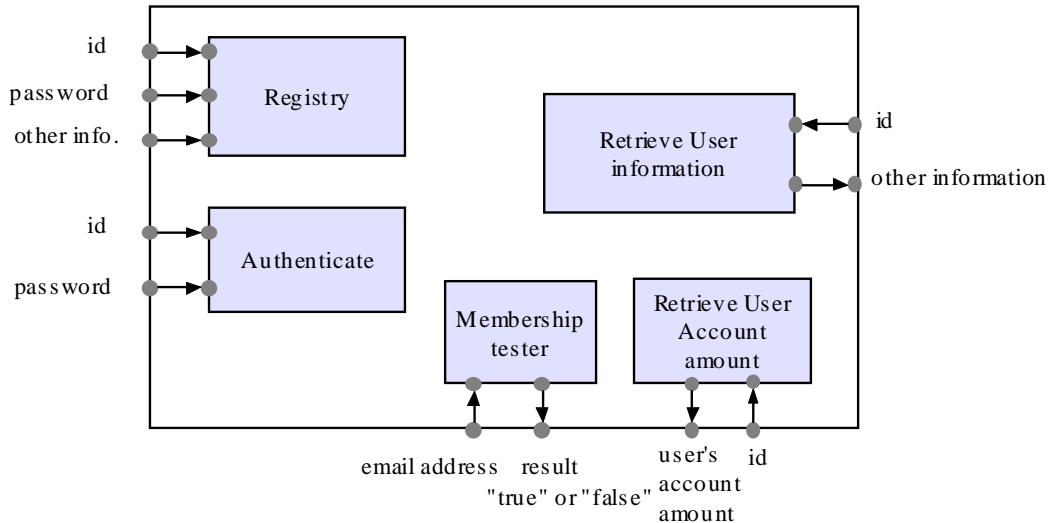 id
password
other info.
Registry
id
password
Authenticate
Retrieve User
information
id
other information
Membership
tester
email address
result
"true" or "false"
Retrieve User
Account
amount
user's
account
amount
id